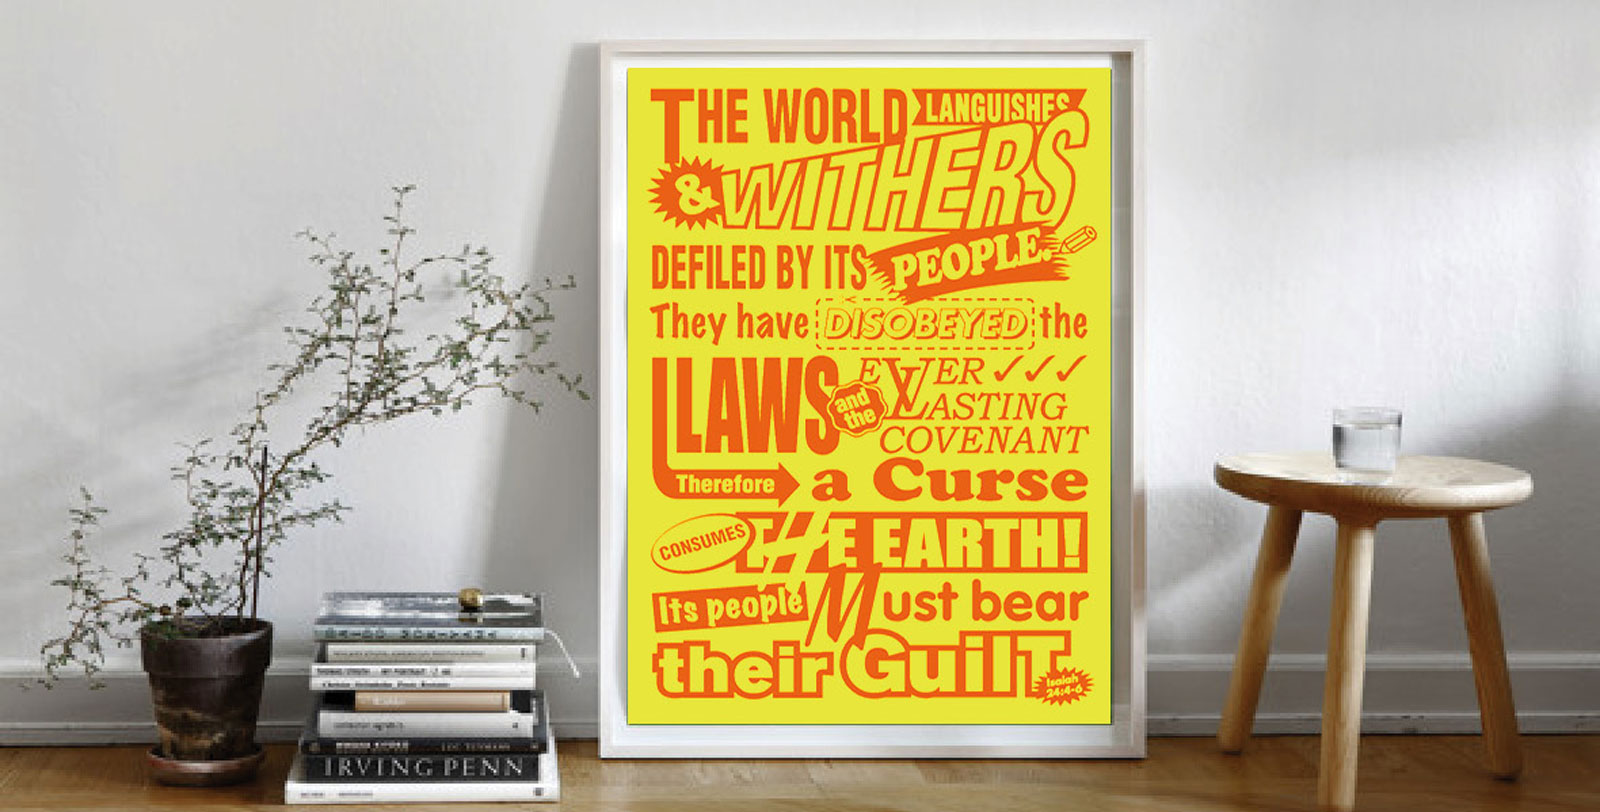 THE WORLD LANGUISHES
& WITHERS
DEFILED BY ITS PEOPLE.
They have DISOBEYED the
LAWS and the EVER
LASTING
COVENANT
Therefore a Curse
CONSUMES THE EARTH!
Its people Must bear
their GuilT
Isaiah
24:4-6
IRVING PENN